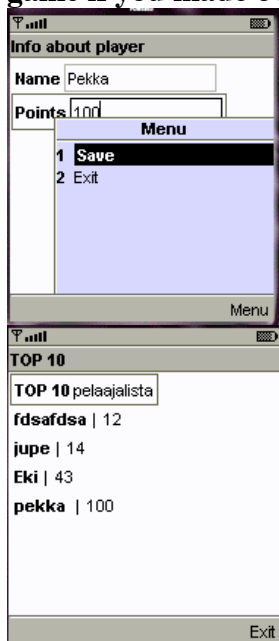 Info about player
Name Pekka
Points 100
Menu
1 Save
2 Exit
Menu
TOP 10
TOP 10 pelaajalista
fdsafdsa | 12
jupe | 14
Eki | 43
pekka | 100
Exit